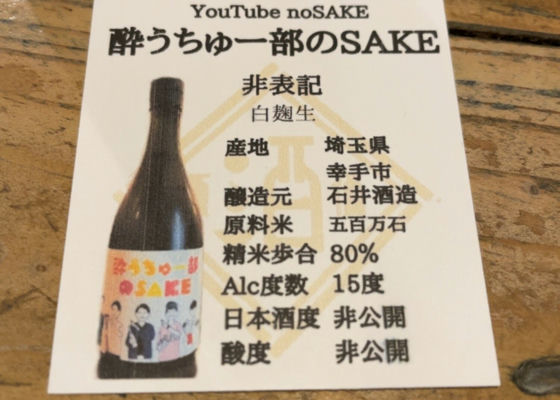 YouTube noSAKE
酔うちゅー部のSAKE
非表記
白麹生
産地 埼玉県
幸手市
醸造元 石井酒造
原料米 五百万石
精米歩合 80%
Alc度数 15度
日本酒度 非公開
酸度 非公開
酔うちゅー部
のSAKE
酒